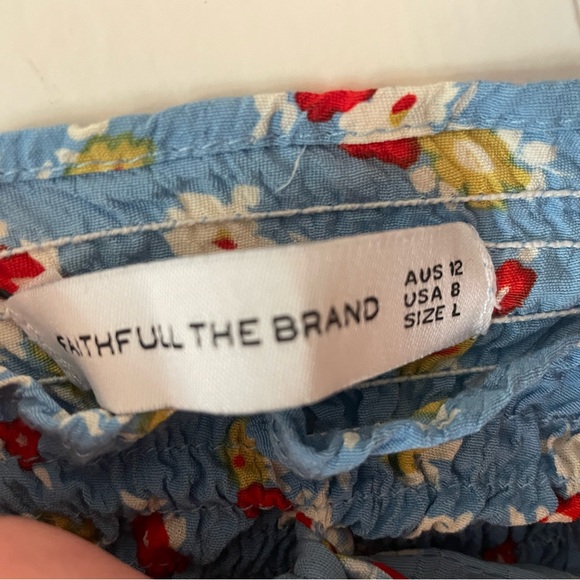 FAITHFULL THE BRAND
AUS 12
USA 8
SIZE L